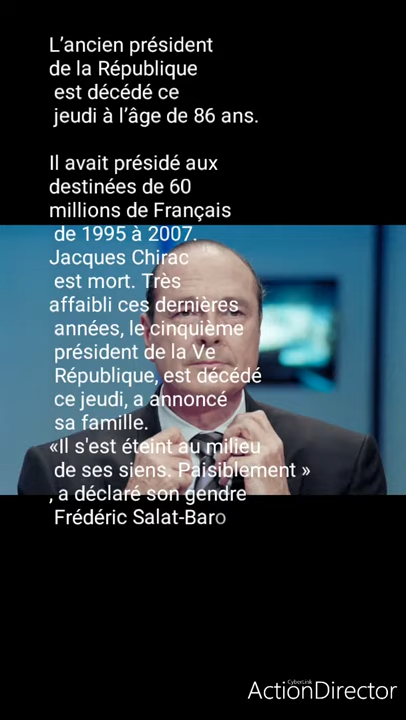 L’ancien président
de la République
est décédé ce
jeudi à l’âge de 86 ans.
Il avait présidé aux
destinées de 60
millions de Français
de 1995 à 2007.
Jacques Chirac
est mort. Très
affaibli ces dernières
années, le cinquième
président de la Ve
République, est décédé
ce jeudi, a annoncé
sa famille.
«Il s'est éteint au milieu
de ses siens. Paisiblement »
, a déclaré son gendre
Frédéric Salat-Baro
CyberLink
ActionDirector